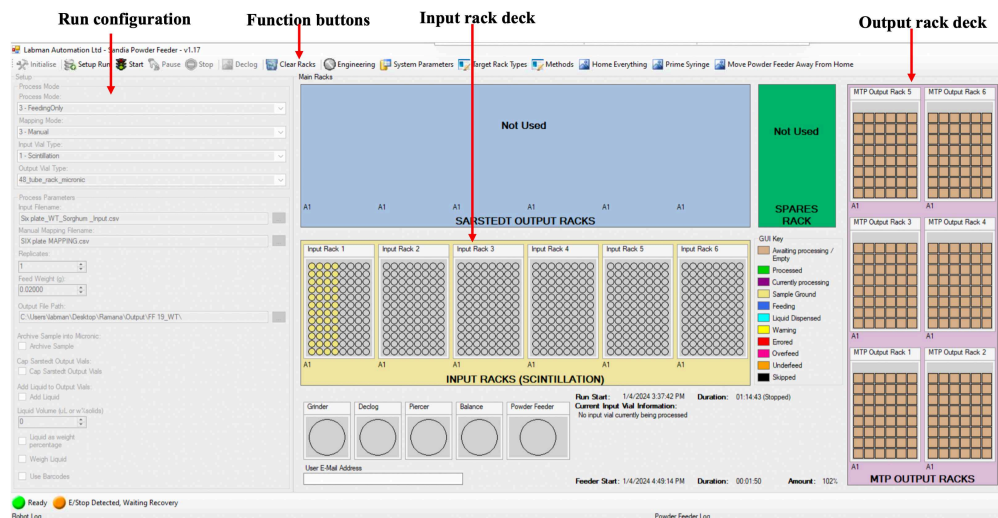 Run configuration
Function buttons
Input rack deck
Output rack deck
Labman Automation Ltd - Sandia Powder Feeder - v1.17
Initialise Setup Run Start Pause Stop Declog Clear Racks Engineering System Parameters Target Rack Types Methods Home Everything Prime Syringe Move Powder Feeder Away From Home
Setup
Process Mode
Process Mode:
3 - FeedingOnly
Mapping Mode:
3 - Manual
Input Vial Type:
1 - Scintillation
Output Vial Type:
48_tube_rack_micronic
Process Parameters
Input Filename:
Six plate_WT_Sorghum _Input.csv
Manual Mapping Filename:
SIX plate MAPPING.csv
Replicates:
1
Feed Weight (g):
0.02000
Output File Path:
C:\Users\labman\Desktop\Ramana\Output\FF 19_WT\
Archive Sample into Micronic:
Archive Sample
Cap Sarstedt Output Vials:
Cap Sarstedt Output Vials
Add Liquid to Output Vials:
Add Liquid
Liquid Volume (uL or w%solids)
0
Liquid as weight
percentage
Weigh Liquid
Use Barcodes
Main Racks
Not Used
A1 A1 A1 A1 A1 A1
SARSTEDT OUTPUT RACKS
Not Used
SPARES
RACK
Input Rack 1 Input Rack 2 Input Rack 3 Input Rack 4 Input Rack 5 Input Rack 6
A1 A1 A1 A1 A1 A1
INPUT RACKS (SCINTILLATION)
GUI Key
Awaiting processing /
Empty
Processed
Currently processing
Sample Ground
Feeding
Liquid Dispensed
Warning
Errored
Overfeed
Underfeed
Skipped
MTP Output Rack 5 MTP Output Rack 6
A1 A1
MTP Output Rack 3 MTP Output Rack 4
A1 A1
MTP Output Rack 1 MTP Output Rack 2
A1 A1
MTP OUTPUT RACKS
Grinder Declog Piercer Balance Powder Feeder
Run Start: 1/4/2024 3:37:42 PM Duration: 01:14:43 (Stopped)
Current Input Vial Information:
No input vial currently being processed
User E-Mail Address
Feeder Start: 1/4/2024 4:49:14 PM Duration: 00:01:50 Amount: 102%
Ready E/Stop Detected, Waiting Recovery
Robot Log
Powder Feeder Log